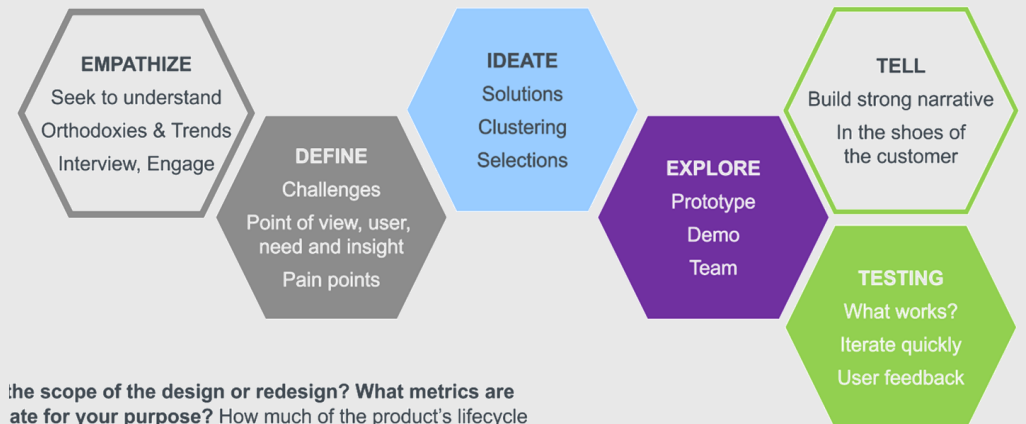 EMPATHIZE
Seek to understand
Orthodoxies & Trends
Interview, Engage
DEFINE
Challenges
Point of view, user,
need and insight
Pain points
IDEATE
Solutions
Clustering
Selections
EXPLORE
Prototype
Demo
Team
TELL
Build strong narrative
In the shoes of
the customer
TESTING
What works?
Iterate quickly
User feedback
the scope of the design or redesign? What metrics are
ate for your purpose? How much of the product's lifecycle